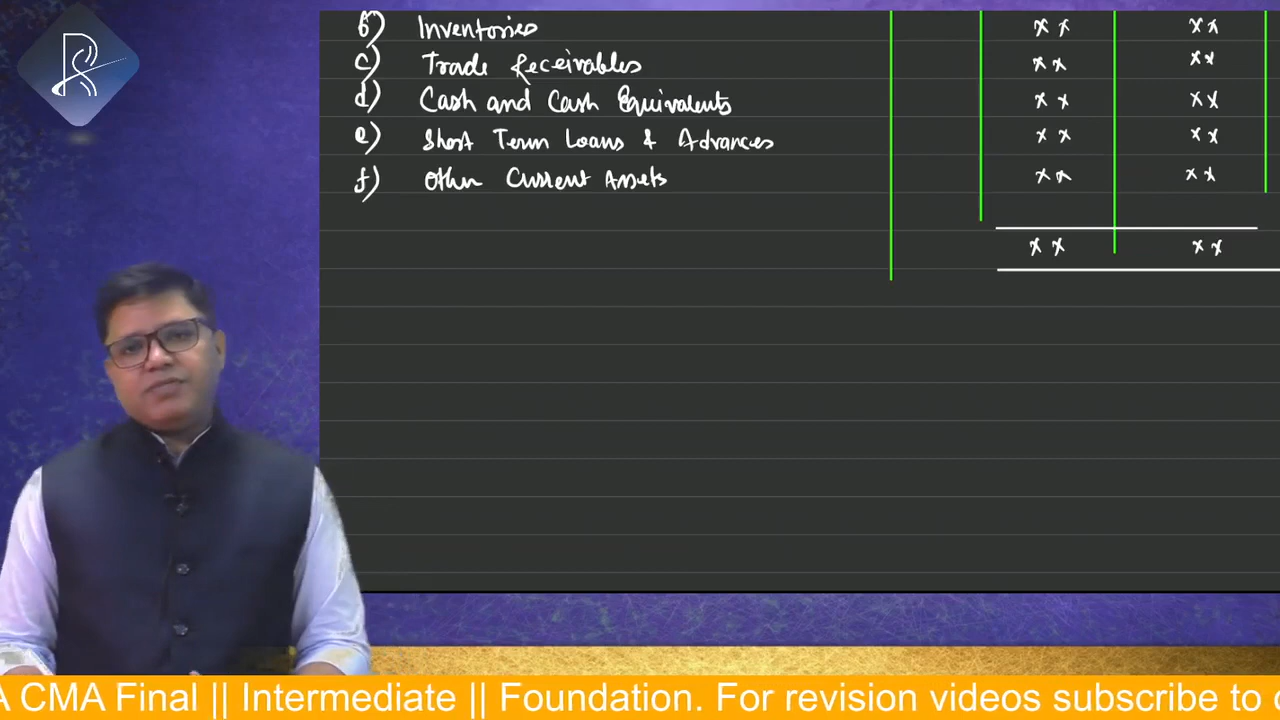 b) Inventories xx xx
c) Trade Receivables xx xx
d) Cash and Cash Equivalents xx xx
e) Short Term Loans & Advances xx xx
f) Other Current Assets xx xx
xx xx
A CMA Final || Intermediate || Foundation. For revision videos subscribe to